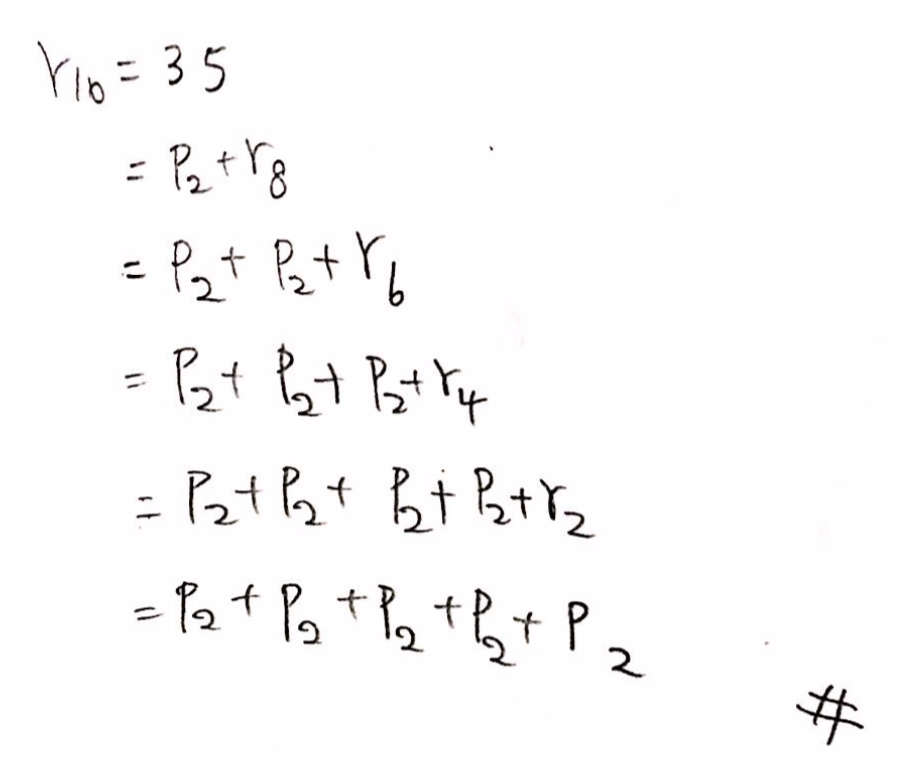 r₁₀ = 35
= P₂ + r₈
= P₂ + P₂ + r₆
= P₂ + P₂ + P₂ + r₄
= P₂ + P₂ + P₂ + P₂ + r₂
= P₂ + P₂ + P₂ + P₂ + P₂
#